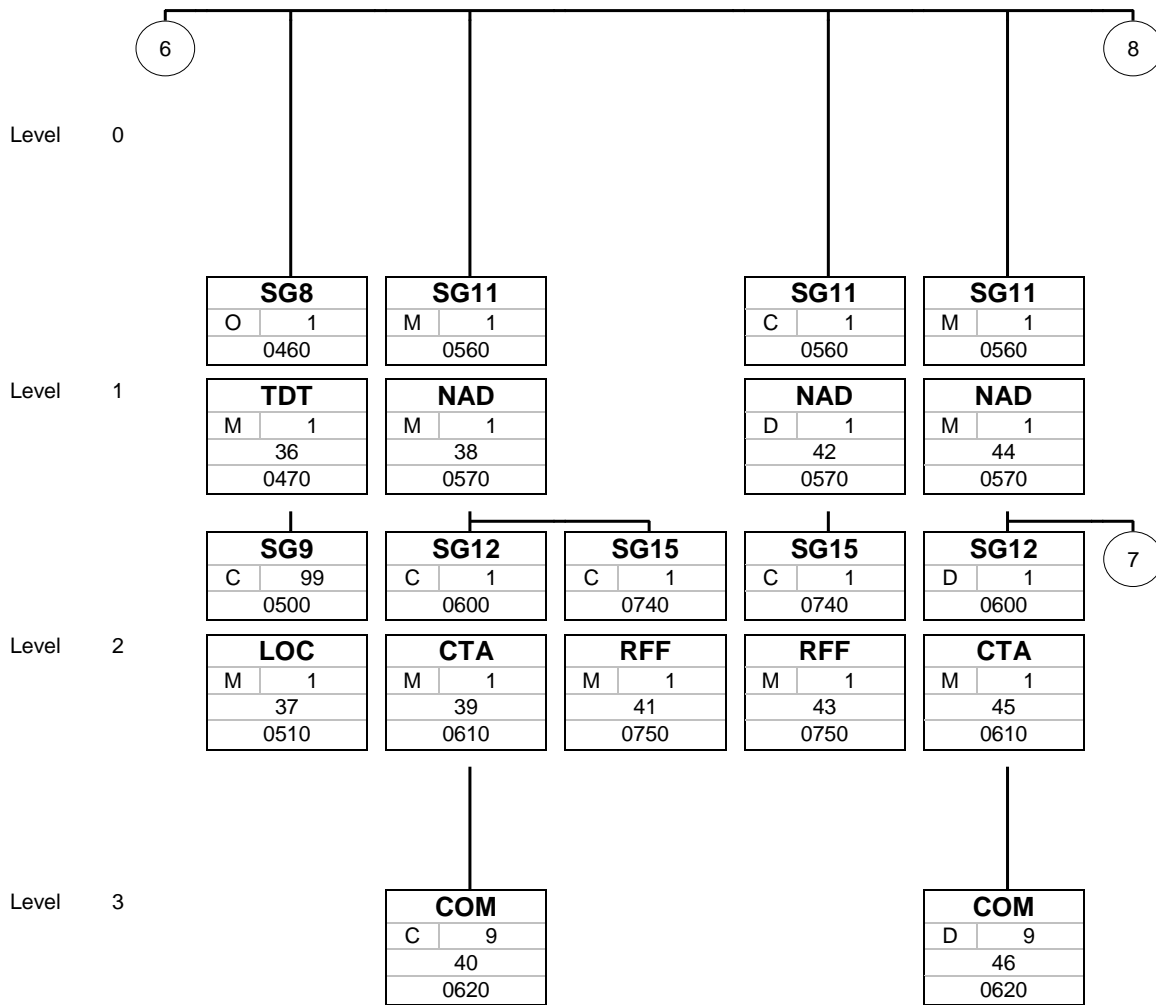 6 8
Level 0
SG8 SG11 SG11 SG11
O 1 M 1 C 1 M 1
0460 0560 0560 0560
Level 1 TDT NAD NAD NAD
M 1 M 1 D 1 M 1
36 38 42 44
0470 0570 0570 0570
SG9 SG12 SG15 SG15 SG12 7
C 99 C 1 C 1 C 1 D 1
0500 0600 0740 0740 0600
Level 2 LOC CTA RFF RFF CTA
M 1 M 1 M 1 M 1 M 1
37 39 41 43 45
0510 0610 0750 0750 0610
Level 3 COM COM
C 9 D 9
40 46
0620 0620